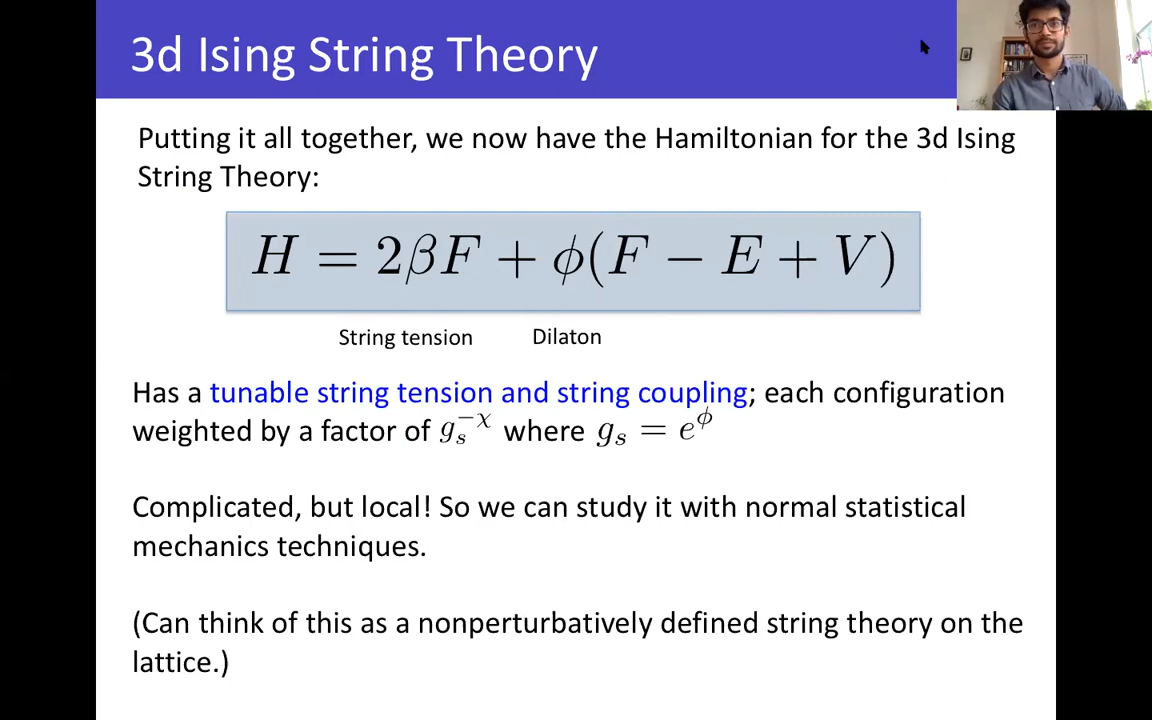 3d Ising String Theory
Putting it all together, we now have the Hamiltonian for the 3d Ising
String Theory:
H = 2βF + ϕ(F − E + V)
String tension Dilaton
Has a tunable string tension and string coupling; each configuration
weighted by a factor of g_s^{−χ} where g_s = e^ϕ
Complicated, but local! So we can study it with normal statistical
mechanics techniques.
(Can think of this as a nonperturbatively defined string theory on the
lattice.)